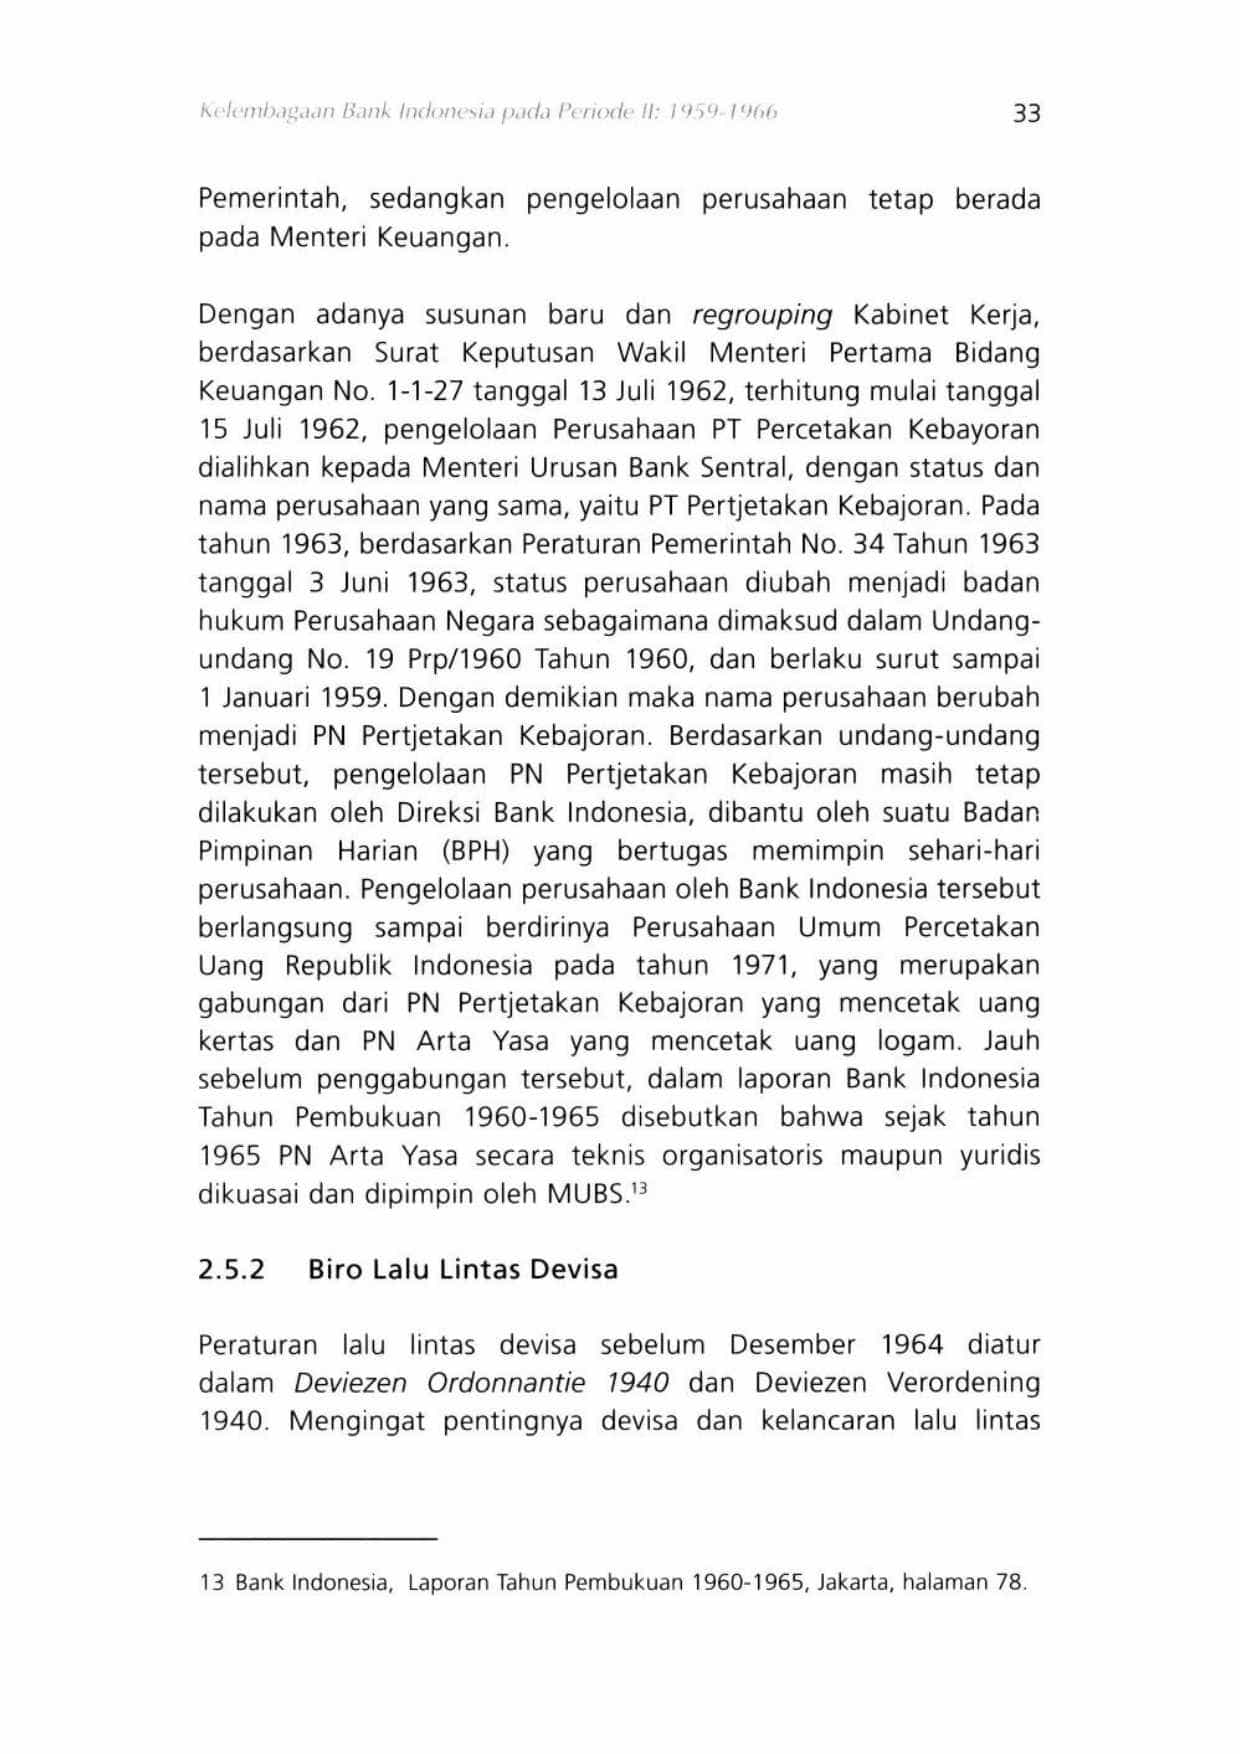 Kelembagaan Bank Indonesia pada Periode II: 1959-1966 33
Pemerintah, sedangkan pengelolaan perusahaan tetap berada
pada Menteri Keuangan.
Dengan adanya susunan baru dan regrouping Kabinet Kerja,
berdasarkan Surat Keputusan Wakil Menteri Pertama Bidang
Keuangan No. 1-1-27 tanggal 13 Juli 1962, terhitung mulai tanggal
15 Juli 1962, pengelolaan Perusahaan PT Percetakan Kebayoran
dialihkan kepada Menteri Urusan Bank Sentral, dengan status dan
nama perusahaan yang sama, yaitu PT Pertjetakan Kebajoran. Pada
tahun 1963, berdasarkan Peraturan Pemerintah No. 34 Tahun 1963
tanggal 3 Juni 1963, status perusahaan diubah menjadi badan
hukum Perusahaan Negara sebagaimana dimaksud dalam Undang-
undang No. 19 Prp/1960 Tahun 1960, dan berlaku surut sampai
1 Januari 1959. Dengan demikian maka nama perusahaan berubah
menjadi PN Pertjetakan Kebajoran. Berdasarkan undang-undang
tersebut, pengelolaan PN Pertjetakan Kebajoran masih tetap
dilakukan oleh Direksi Bank Indonesia, dibantu oleh suatu Badan
Pimpinan Harian (BPH) yang bertugas memimpin sehari-hari
perusahaan. Pengelolaan perusahaan oleh Bank Indonesia tersebut
berlangsung sampai berdirinya Perusahaan Umum Percetakan
Uang Republik Indonesia pada tahun 1971, yang merupakan
gabungan dari PN Pertjetakan Kebajoran yang mencetak uang
kertas dan PN Arta Yasa yang mencetak uang logam. Jauh
sebelum penggabungan tersebut, dalam laporan Bank Indonesia
Tahun Pembukuan 1960-1965 disebutkan bahwa sejak tahun
1965 PN Arta Yasa secara teknis organisatoris maupun yuridis
dikuasai dan dipimpin oleh MUBS.¹³
2.5.2 Biro Lalu Lintas Devisa
Peraturan lalu lintas devisa sebelum Desember 1964 diatur
dalam Deviezen Ordonnantie 1940 dan Deviezen Verordening
1940. Mengingat pentingnya devisa dan kelancaran lalu lintas
13 Bank Indonesia, Laporan Tahun Pembukuan 1960-1965, Jakarta, halaman 78.